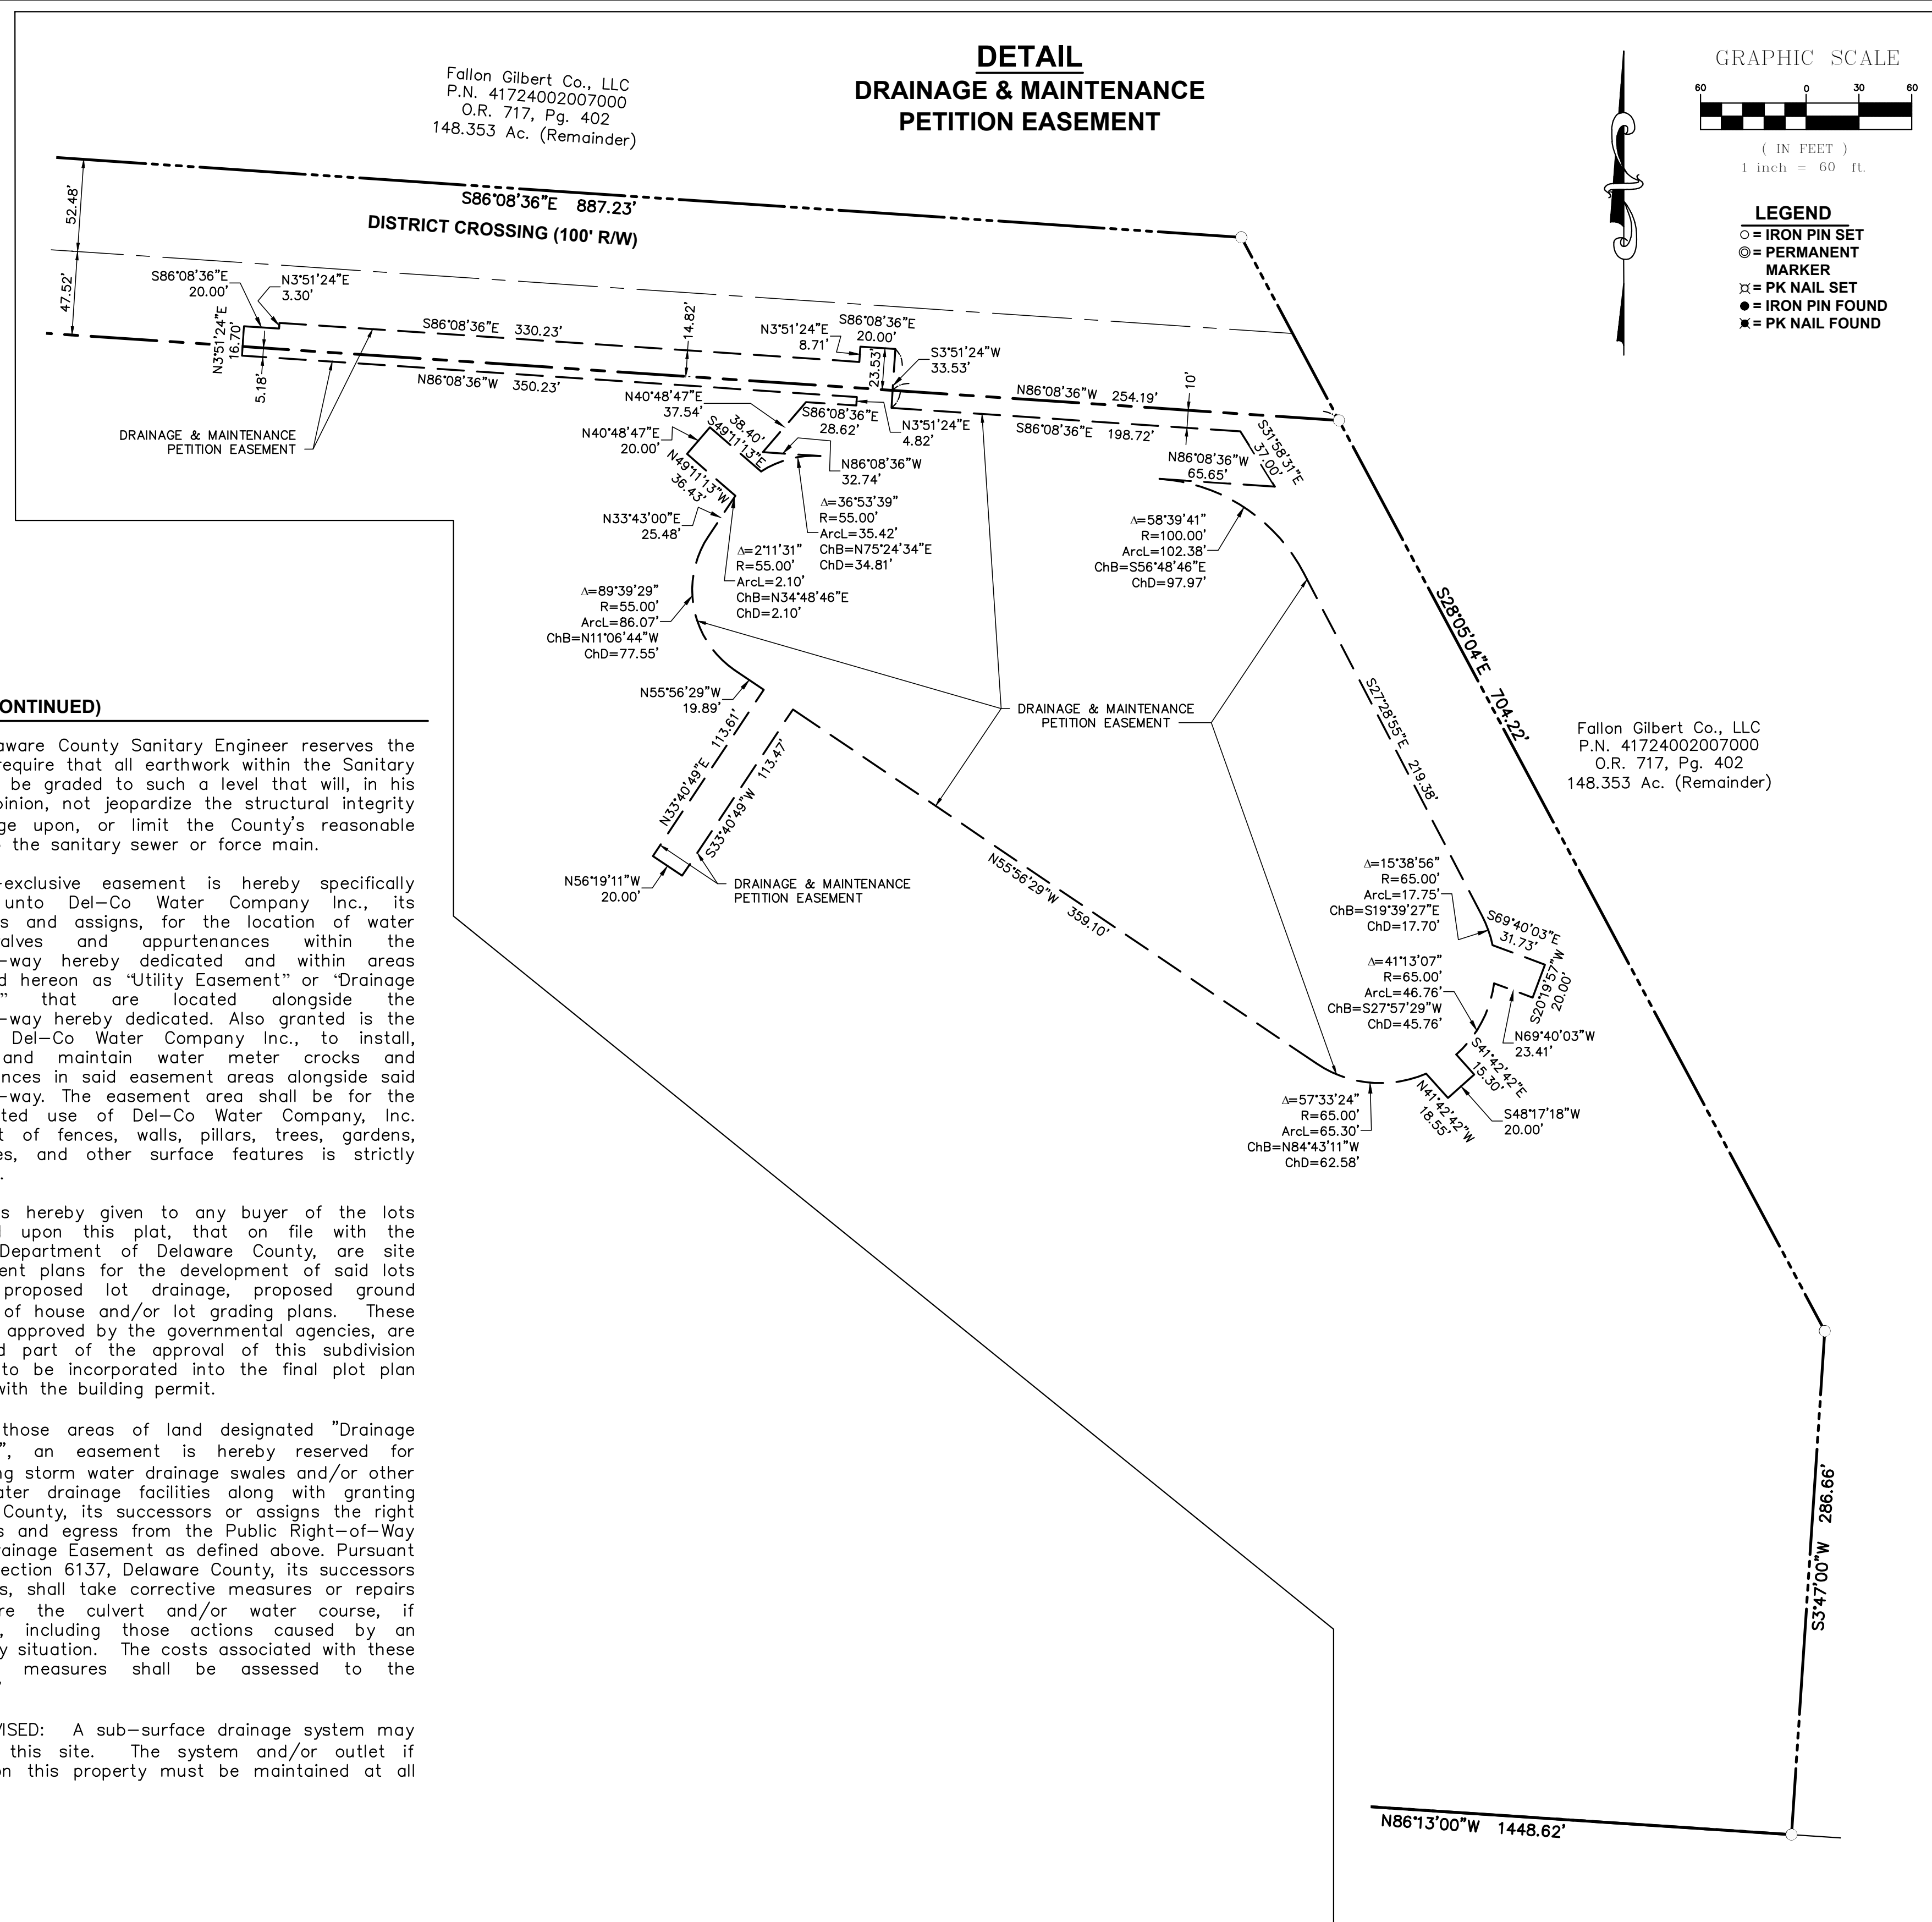 DETAIL
DRAINAGE & MAINTENANCE
PETITION EASEMENT
GRAPHIC SCALE
60 0 30 60
( IN FEET )
1 inch = 60 ft.
LEGEND
○ = IRON PIN SET
◎ = PERMANENT
MARKER
= PK NAIL SET
● = IRON PIN FOUND
= PK NAIL FOUND
Fallon Gilbert Co., LLC
P.N. 41724002007000
O.R. 717, Pg. 402
148.353 Ac. (Remainder)
S86°08'36"E 887.23'
DISTRICT CROSSING (100' R/W)
52.48'
47.52'
S86°08'36"E
20.00'
N3°51'24"E
3.30'
N3°51'24"E
16.70'
5.18'
S86°08'36"E 330.23'
N86°08'36"W 350.23'
14.82'
DRAINAGE & MAINTENANCE
PETITION EASEMENT
N3°51'24"E
8.71'
S86°08'36"E
20.00'
23.53'
S3°51'24"W
33.53'
N86°08'36"W 254.19'
10'
S86°08'36"E 198.72'
S31°58'31"E
37.00'
N86°08'36"W
65.65'
N40°48'47"E
37.54'
S86°08'36"E
28.62'
N3°51'24"E
4.82'
N40°48'47"E
20.00'
38.40'
S49°11'13"E
N86°08'36"W
32.74'
N49°11'13"W
36.43'
Δ=36°53'39"
R=55.00'
ArcL=35.42'
ChB=N75°24'34"E
ChD=34.81'
N33°43'00"E
25.48'
Δ=2°11'31"
R=55.00'
ArcL=2.10'
ChB=N34°48'46"E
ChD=2.10'
Δ=58°39'41"
R=100.00'
ArcL=102.38'
ChB=S56°48'46"E
ChD=97.97'
Δ=89°39'29"
R=55.00'
ArcL=86.07'
ChB=N11°06'44"W
ChD=77.55'
S28°05'04"E 704.22'
N55°56'29"W
19.89'
N33°40'49"E 113.61'
S33°40'49"W 113.47'
DRAINAGE & MAINTENANCE
PETITION EASEMENT
S27°28'55"E 219.38'
Fallon Gilbert Co., LLC
P.N. 41724002007000
O.R. 717, Pg. 402
148.353 Ac. (Remainder)
N56°19'11"W
20.00'
DRAINAGE & MAINTENANCE
PETITION EASEMENT
N55°56'29"W 359.10'
Δ=15°38'56"
R=65.00'
ArcL=17.75'
ChB=S19°39'27"E
ChD=17.70'
S69°40'03"E
31.73'
S20°19'57"W
20.00'
Δ=41°13'07"
R=65.00'
ArcL=46.76'
ChB=S27°57'29"W
ChD=45.76'
N69°40'03"W
23.41'
S41°42'42"E
15.30'
S48°17'18"W
20.00'
N41°42'42"W
18.55'
Δ=57°33'24"
R=65.00'
ArcL=65.30'
ChB=N84°43'11"W
ChD=62.58'
S3°47'00"W 286.66'
N86°13'00"W 1448.62'
ONTINUED)
aware County Sanitary Engineer reserves the
require that all earthwork within the Sanitary
be graded to such a level that will, in his
pinion, not jeopardize the structural integrity
ge upon, or limit the County's reasonable
the sanitary sewer or force main.
-exclusive easement is hereby specifically
unto Del-Co Water Company Inc., its
s and assigns, for the location of water
alves and appurtenances within the
-way hereby dedicated and within areas
d hereon as “Utility Easement” or “Drainage
” that are located alongside the
-way hereby dedicated. Also granted is the
Del-Co Water Company Inc., to install,
and maintain water meter crocks and
nces in said easement areas alongside said
-way. The easement area shall be for the
ted use of Del-Co Water Company, Inc.
t of fences, walls, pillars, trees, gardens,
es, and other surface features is strictly
.
s hereby given to any buyer of the lots
d upon this plat, that on file with the
Department of Delaware County, are site
ent plans for the development of said lots
proposed lot drainage, proposed ground
of house and/or lot grading plans. These
approved by the governmental agencies, are
d part of the approval of this subdivision
to be incorporated into the final plot plan
with the building permit.
those areas of land designated "Drainage
", an easement is hereby reserved for
ng storm water drainage swales and/or other
ater drainage facilities along with granting
County, its successors or assigns the right
s and egress from the Public Right-of-Way
rainage Easement as defined above. Pursuant
ection 6137, Delaware County, its successors
s, shall take corrective measures or repairs
re the culvert and/or water course, if
, including those actions caused by an
y situation. The costs associated with these
measures shall be assessed to the
VISED: A sub-surface drainage system may
this site. The system and/or outlet if
on this property must be maintained at all